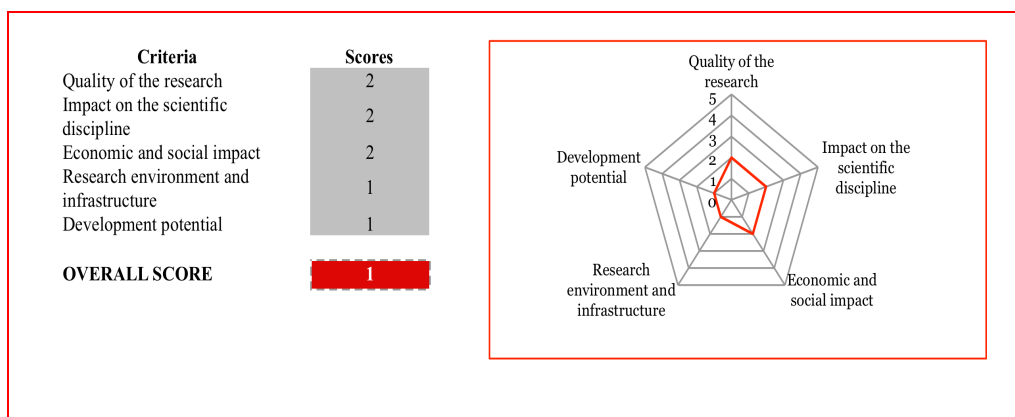 Criteria Scores
Quality of the research 2
Impact on the scientific
discipline 2
Economic and social impact 2
Research environment and
infrastructure 1
Development potential 1
OVERALL SCORE 1
Quality of the
research
5
4
3
2
1
0
Impact on the
scientific
discipline
Economic and
social impact
Research
environment and
infrastructure
Development
potential